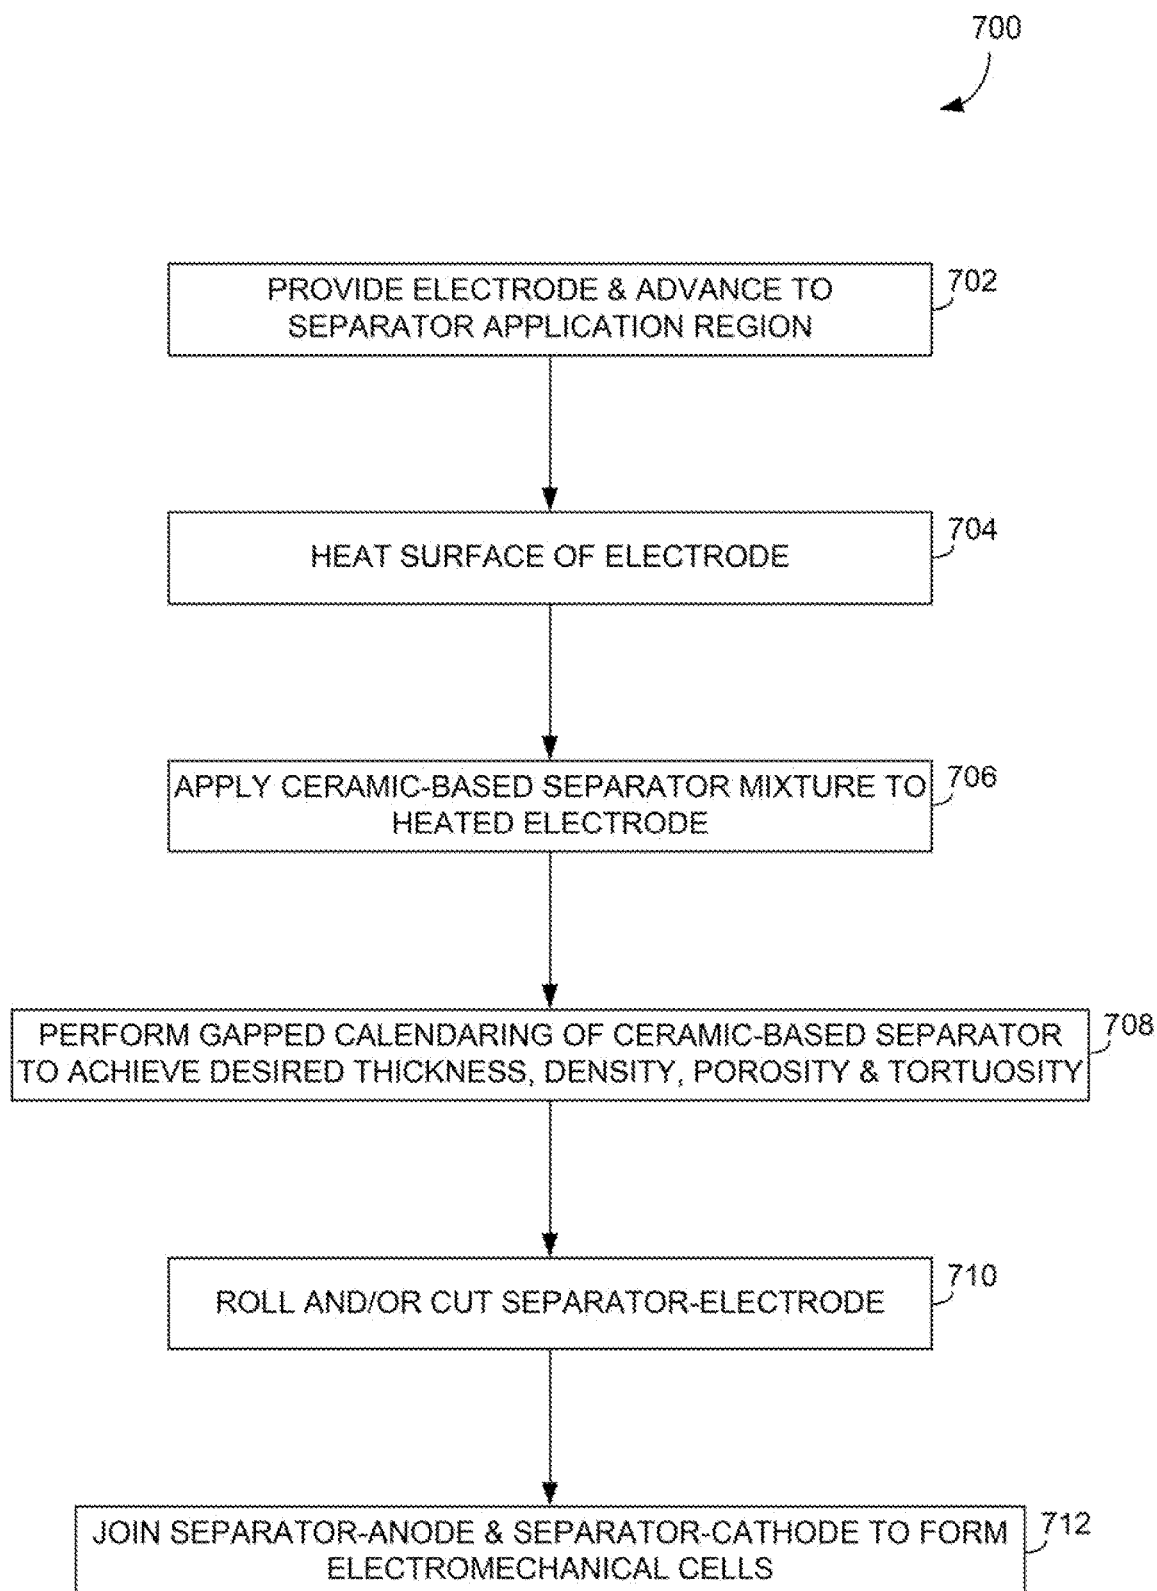 700
PROVIDE ELECTRODE & ADVANCE TO
SEPARATOR APPLICATION REGION
702
HEAT SURFACE OF ELECTRODE
704
APPLY CERAMIC-BASED SEPARATOR MIXTURE TO
HEATED ELECTRODE
706
PERFORM GAPPED CALENDARING OF CERAMIC-BASED SEPARATOR
TO ACHIEVE DESIRED THICKNESS, DENSITY, POROSITY & TORTUOSITY
708
ROLL AND/OR CUT SEPARATOR-ELECTRODE
710
JOIN SEPARATOR-ANODE & SEPARATOR-CATHODE TO FORM
ELECTROMECHANICAL CELLS
712